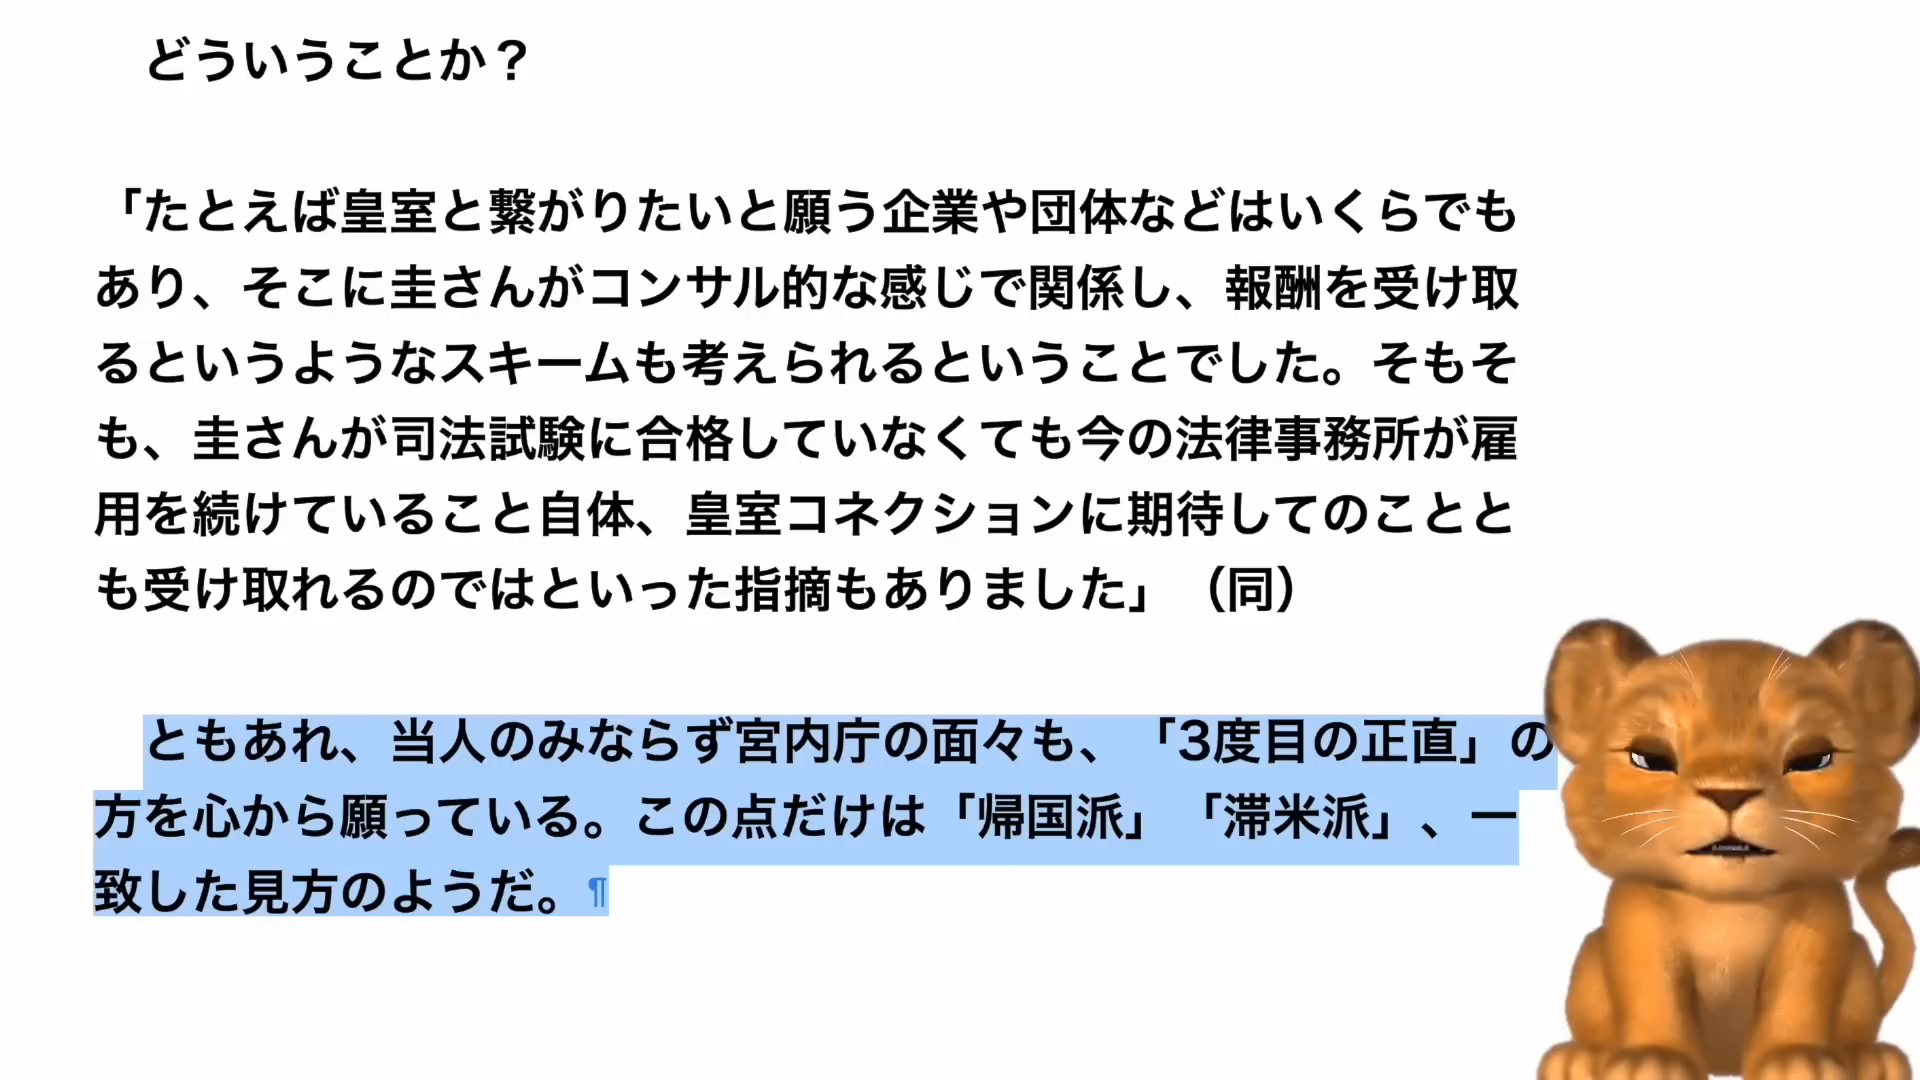 どういうことか？
「たとえば皇室と繋がりたいと願う企業や団体などはいくらでも
あり、そこに圭さんがコンサル的な感じで関係し、報酬を受け取
るというようなスキームも考えられるということでした。そもそ
も、圭さんが司法試験に合格していなくても今の法律事務所が雇
用を続けていること自体、皇室コネクションに期待してのことと
も受け取れるのではといった指摘もありました」（同）
ともあれ、当人のみならず宮内庁の面々も、「3度目の正直」の
方を心から願っている。この点だけは「帰国派」「滞米派」、一
致した見方のようだ。¶